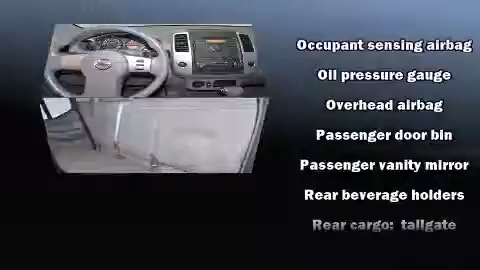 Occupant sensing airbag
Oil pressure gauge
Overhead airbag
Passenger door bin
Passenger vanity mirror
Rear beverage holders
Rear cargo: tailgate